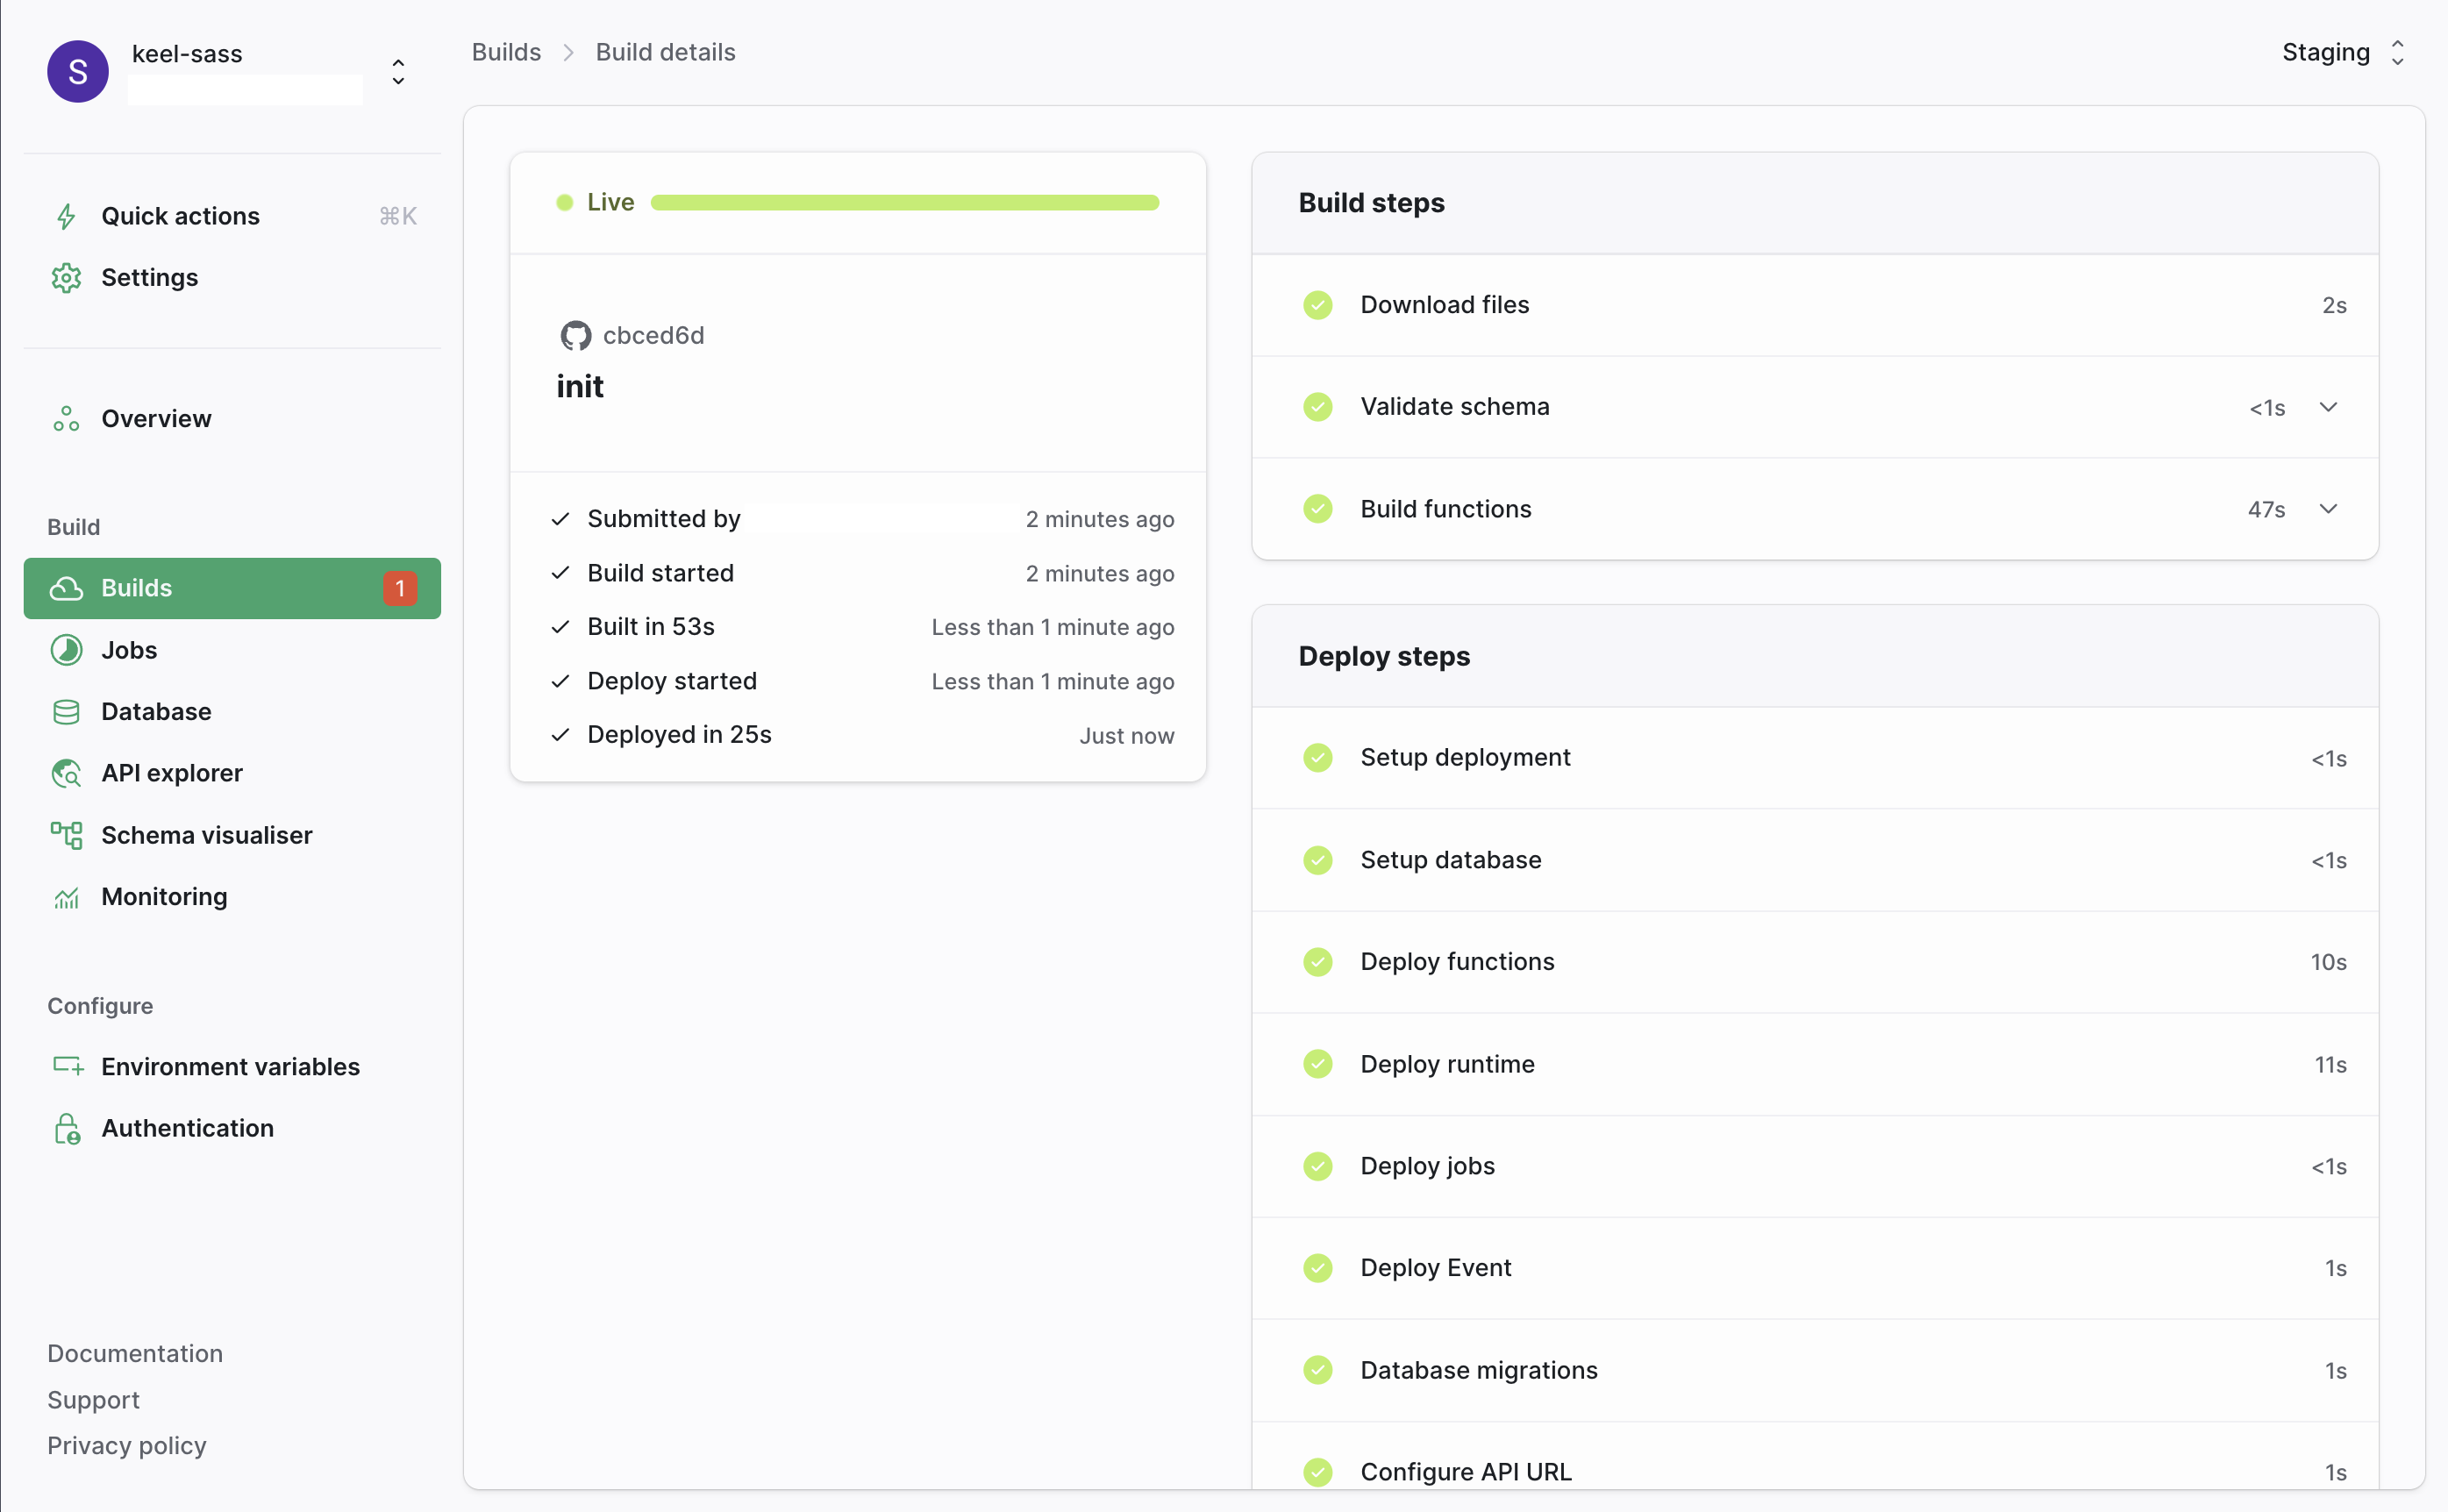 S
keel-sass
Quick actions ⌘K
Settings
Overview
Build
Builds 1
Jobs
Database
API explorer
Schema visualiser
Monitoring
Configure
Environment variables
Authentication
Documentation
Support
Privacy policy
Builds > Build details
Staging
Live
cbced6d
init
Submitted by 2 minutes ago
Build started 2 minutes ago
Built in 53s Less than 1 minute ago
Deploy started Less than 1 minute ago
Deployed in 25s Just now
Build steps
Download files 2s
Validate schema <1s
Build functions 47s
Deploy steps
Setup deployment <1s
Setup database <1s
Deploy functions 10s
Deploy runtime 11s
Deploy jobs <1s
Deploy Event 1s
Database migrations 1s
Configure API URL 1s